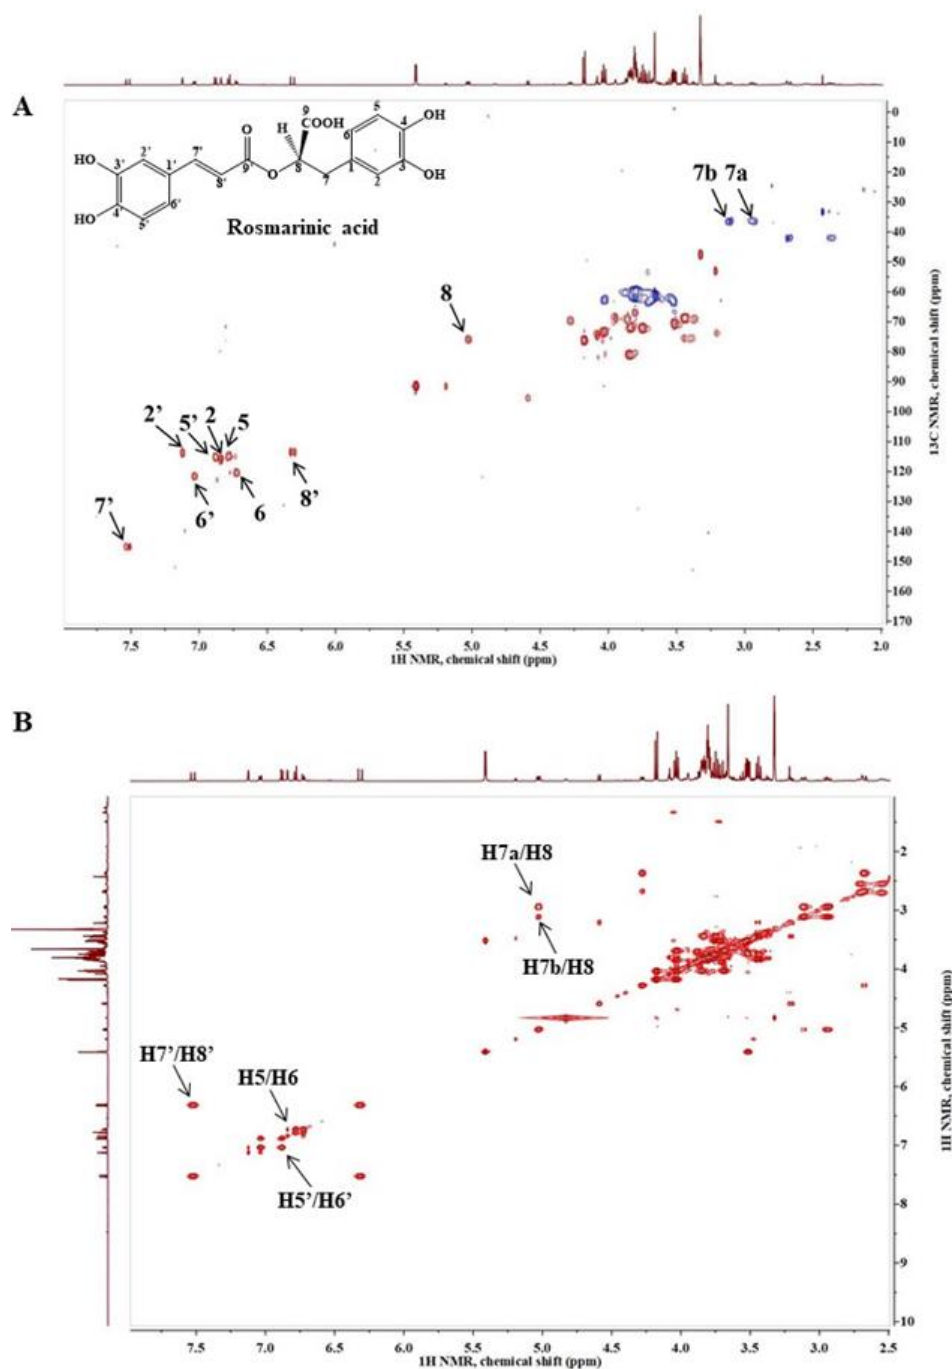 A
9
COOH
O
H
5
6
4
OH
HO
3'
2'
1'
7'
8'
9'
O
8
7
1
2
3
OH
HO
4'
5'
6'
Rosmarinic acid
7b 7a
8
2’
5’
2
5
7’
6’
6
8’
0
10
20
30
40
50
60
70
80
90
100
110
120
130
140
150
160
170
13C NMR, chemical shift (ppm)
7.5 7.0 6.5 6.0 5.5 5.0 4.5 4.0 3.5 3.0 2.5 2.0
1H NMR, chemical shift (ppm)
B
H7a/H8
H7b/H8
H7’/H8’
H5/H6
H5’/H6’
2
3
4
5
6
7
8
9
10
1H NMR, chemical shift (ppm)
7.5 7.0 6.5 6.0 5.5 5.0 4.5 4.0 3.5 3.0 2.5
1H NMR, chemical shift (ppm)